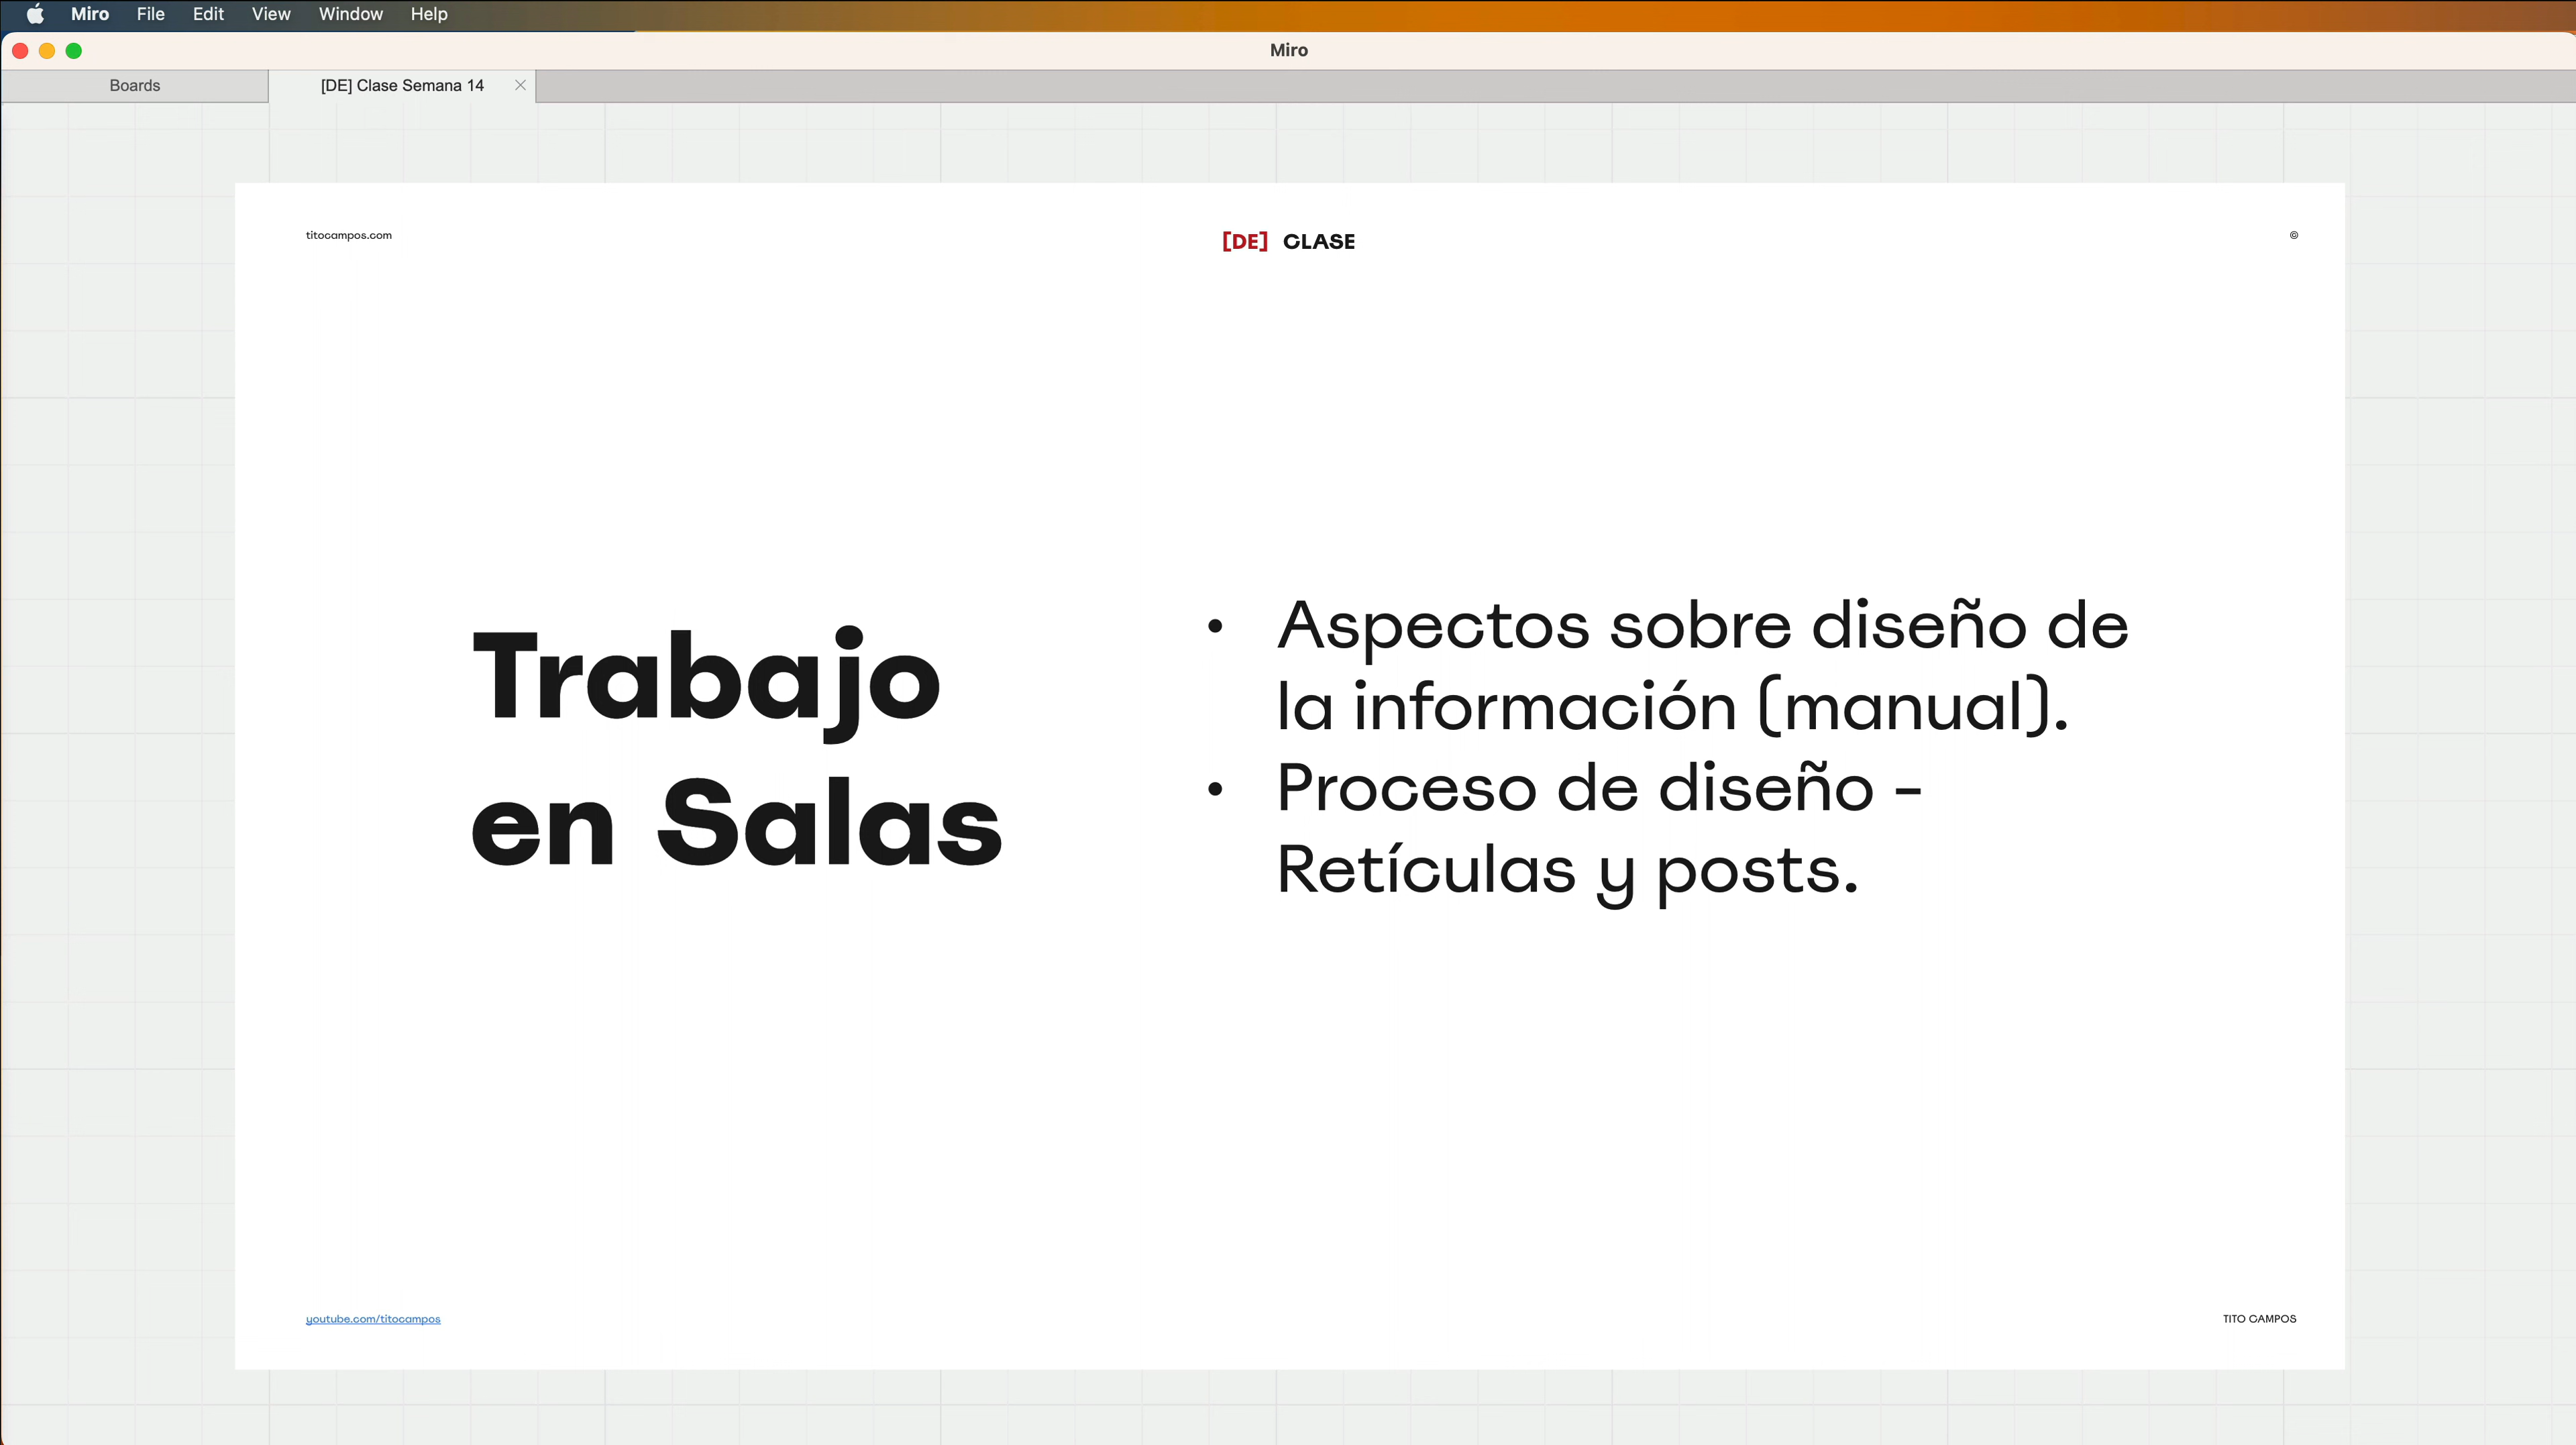 Miro File Edit View Window Help
Miro
Boards
[DE] Clase Semana 14
titocampos.com
[DE] CLASE
©
Trabajo
en Salas
• Aspectos sobre diseño de
la información (manual).
• Proceso de diseño –
Retículas y posts.
youtube.com/titocampos
TITO CAMPOS